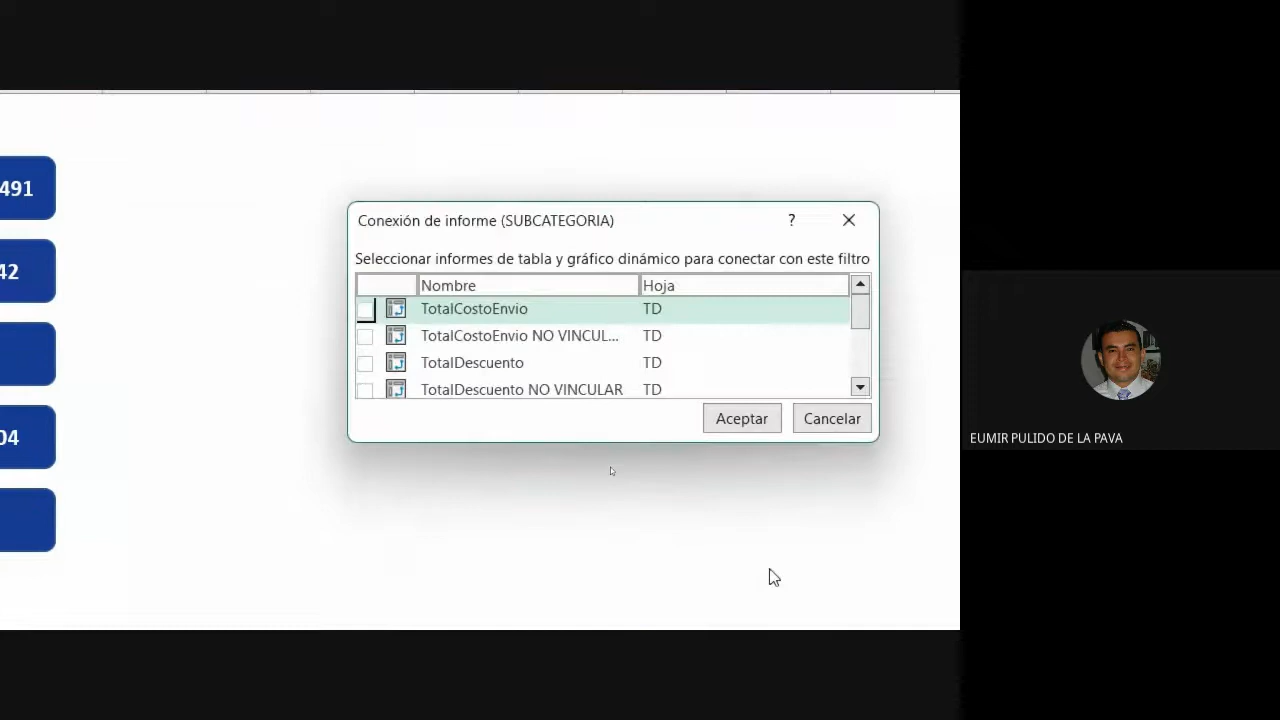 491
42
04
Conexión de informe (SUBCATEGORIA)
?
Seleccionar informes de tabla y gráfico dinámico para conectar con este filtro
Nombre Hoja
TotalCostoEnvio TD
TotalCostoEnvio NO VINCUL... TD
TotalDescuento TD
TotalDescuento NO VINCULAR TD
Aceptar Cancelar
EUMIR PULIDO DE LA PAVA